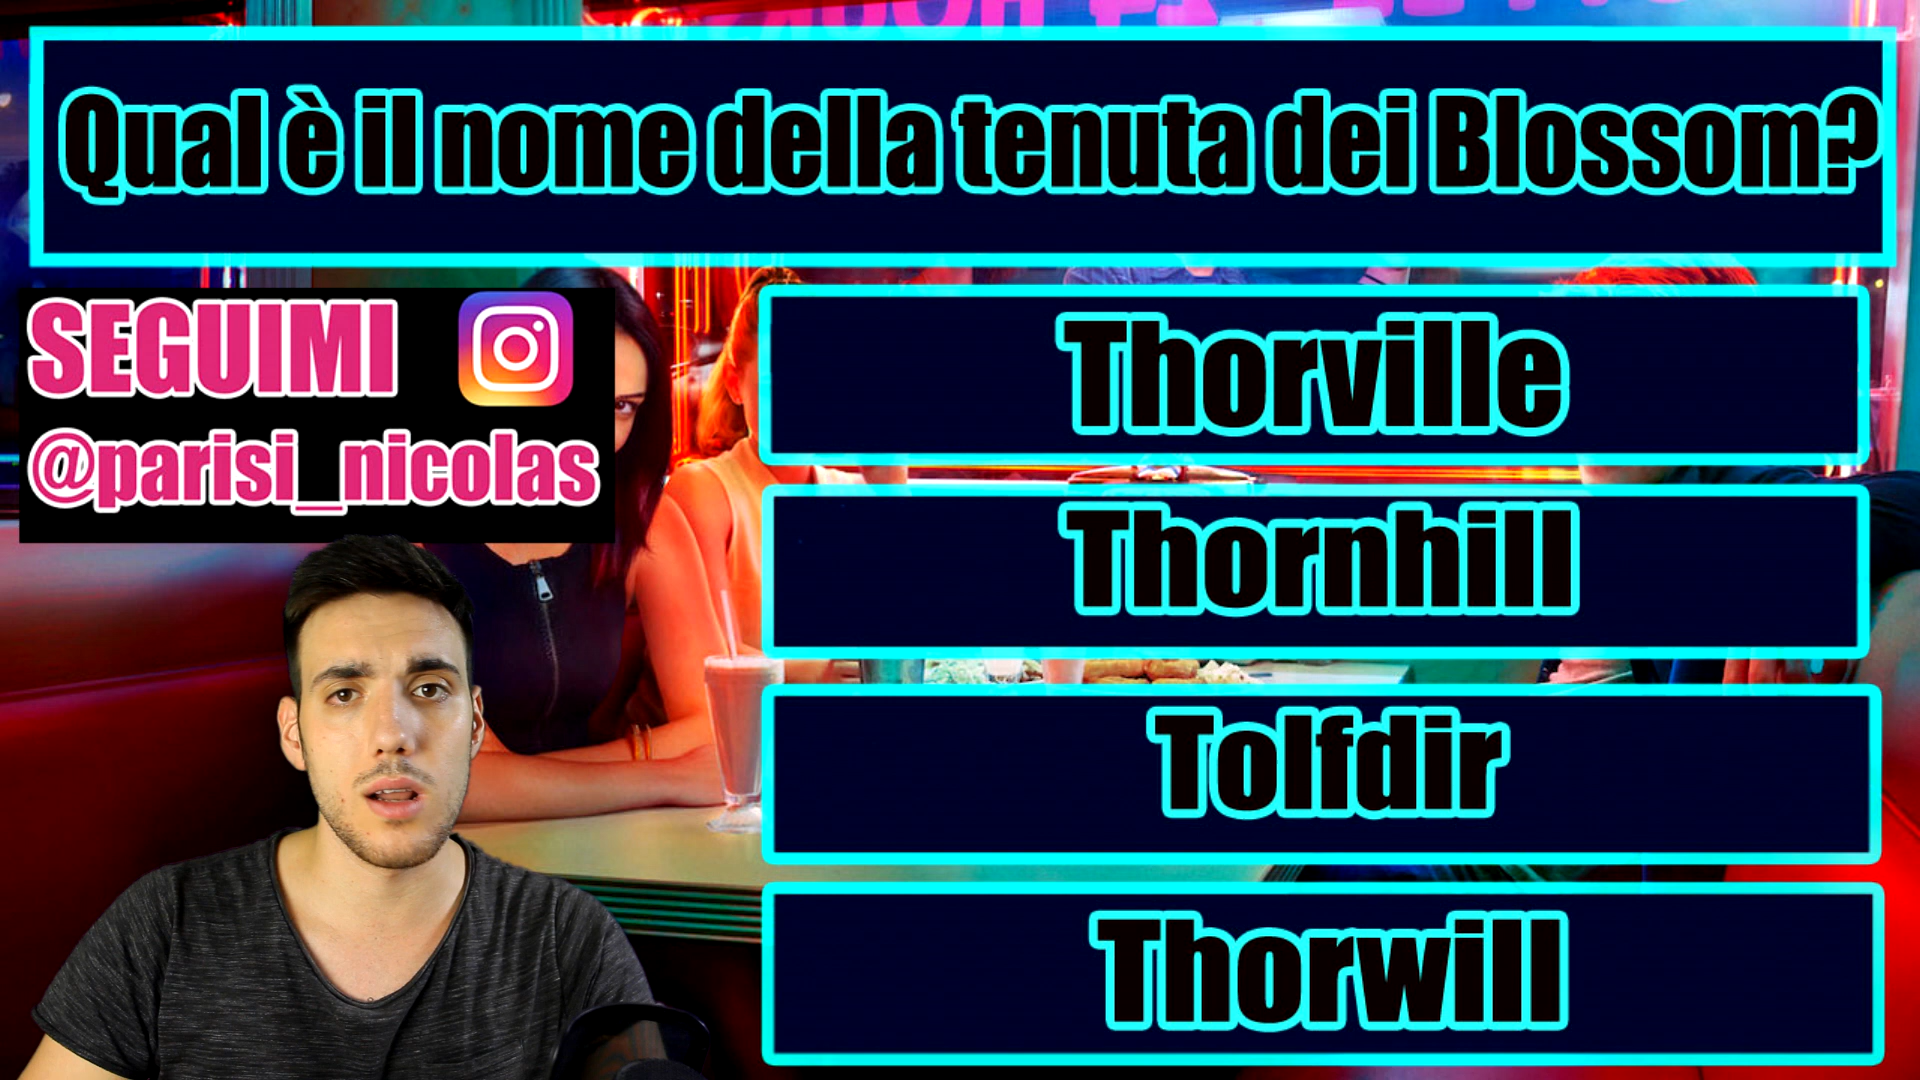 Qual è il nome della tenuta dei Blossom?
SEGUIMI
@parisi_nicolas
Thorville
Thornhill
Tolfdir
Thorwill